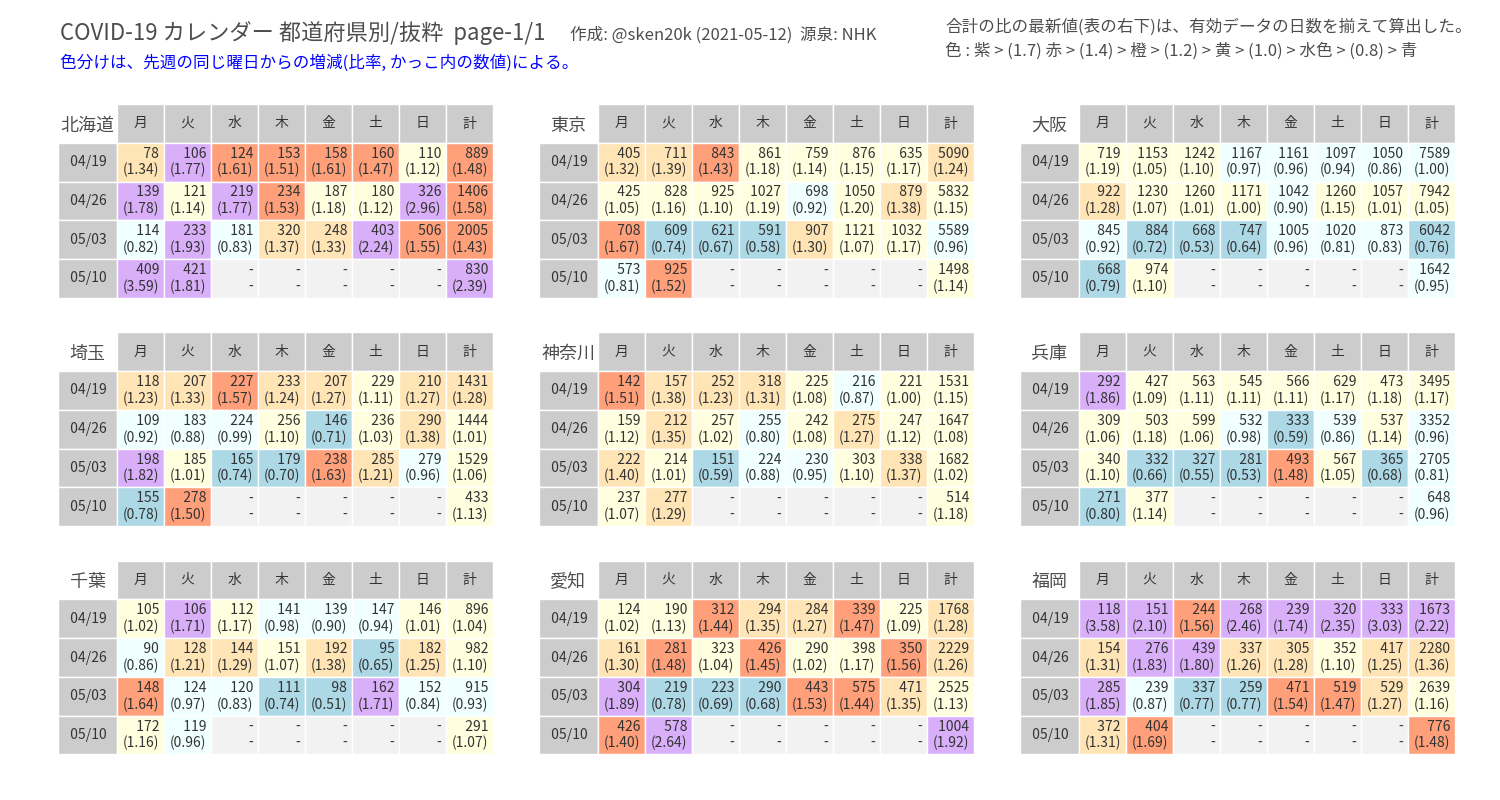 COVID-19 カレンダー 都道府県別/抜粋 page-1/1 作成: @sken20k (2021-05-12) 源泉: NHK
合計の比の最新値(表の右下)は、有効データの日数を揃えて算出した。
色分けは、先週の同じ曜日からの増減(比率, かっこ内の数値)による。
色 : 紫 > (1.7) 赤 > (1.4) > 橙 > (1.2) > 黄 > (1.0) > 水色 > (0.8) > 青
北海道 月 火 水 木 金 土 日 計
04/19 78 106 124 153 158 160 110 889
(1.34) (1.77) (1.61) (1.51) (1.61) (1.47) (1.12) (1.48)
04/26 139 121 219 234 187 180 326 1406
(1.78) (1.14) (1.77) (1.53) (1.18) (1.12) (2.96) (1.58)
05/03 114 233 181 320 248 403 506 2005
(0.82) (1.93) (0.83) (1.37) (1.33) (2.24) (1.55) (1.43)
05/10 409 421 - - - - - 830
(3.59) (1.81) - - - - - (2.39)
東京 月 火 水 木 金 土 日 計
04/19 405 711 843 861 759 876 635 5090
(1.32) (1.39) (1.43) (1.18) (1.14) (1.15) (1.17) (1.24)
04/26 425 828 925 1027 698 1050 879 5832
(1.05) (1.16) (1.10) (1.19) (0.92) (1.20) (1.38) (1.15)
05/03 708 609 621 591 907 1121 1032 5589
(1.67) (0.74) (0.67) (0.58) (1.30) (1.07) (1.17) (0.96)
05/10 573 925 - - - - - 1498
(0.81) (1.52) - - - - - (1.14)
大阪 月 火 水 木 金 土 日 計
04/19 719 1153 1242 1167 1161 1097 1050 7589
(1.19) (1.05) (1.10) (0.97) (0.96) (0.94) (0.86) (1.00)
04/26 922 1230 1260 1171 1042 1260 1057 7942
(1.28) (1.07) (1.01) (1.00) (0.90) (1.15) (1.01) (1.05)
05/03 845 884 668 747 1005 1020 873 6042
(0.92) (0.72) (0.53) (0.64) (0.96) (0.81) (0.83) (0.76)
05/10 668 974 - - - - - 1642
(0.79) (1.10) - - - - - (0.95)
埼玉 月 火 水 木 金 土 日 計
04/19 118 207 227 233 207 229 210 1431
(1.23) (1.33) (1.57) (1.24) (1.27) (1.11) (1.27) (1.28)
04/26 109 183 224 256 146 236 290 1444
(0.92) (0.88) (0.99) (1.10) (0.71) (1.03) (1.38) (1.01)
05/03 198 185 165 179 238 285 279 1529
(1.82) (1.01) (0.74) (0.70) (1.63) (1.21) (0.96) (1.06)
05/10 155 278 - - - - - 433
(0.78) (1.50) - - - - - (1.13)
神奈川 月 火 水 木 金 土 日 計
04/19 142 157 252 318 225 216 221 1531
(1.51) (1.38) (1.23) (1.31) (1.08) (0.87) (1.00) (1.15)
04/26 159 212 257 255 242 275 247 1647
(1.12) (1.35) (1.02) (0.80) (1.08) (1.27) (1.12) (1.08)
05/03 222 214 151 224 230 303 338 1682
(1.40) (1.01) (0.59) (0.88) (0.95) (1.10) (1.37) (1.02)
05/10 237 277 - - - - - 514
(1.07) (1.29) - - - - - (1.18)
兵庫 月 火 水 木 金 土 日 計
04/19 292 427 563 545 566 629 473 3495
(1.86) (1.09) (1.11) (1.11) (1.11) (1.17) (1.18) (1.17)
04/26 309 503 599 532 333 539 537 3352
(1.06) (1.18) (1.06) (0.98) (0.59) (0.86) (1.14) (0.96)
05/03 340 332 327 281 493 567 365 2705
(1.10) (0.66) (0.55) (0.53) (1.48) (1.05) (0.68) (0.81)
05/10 271 377 - - - - - 648
(0.80) (1.14) - - - - - (0.96)
千葉 月 火 水 木 金 土 日 計
04/19 105 106 112 141 139 147 146 896
(1.02) (1.71) (1.17) (0.98) (0.90) (0.94) (1.01) (1.04)
04/26 90 128 144 151 192 95 182 982
(0.86) (1.21) (1.29) (1.07) (1.38) (0.65) (1.25) (1.10)
05/03 148 124 120 111 98 162 152 915
(1.64) (0.97) (0.83) (0.74) (0.51) (1.71) (0.84) (0.93)
05/10 172 119 - - - - - 291
(1.16) (0.96) - - - - - (1.07)
愛知 月 火 水 木 金 土 日 計
04/19 124 190 312 294 284 339 225 1768
(1.02) (1.13) (1.44) (1.35) (1.27) (1.47) (1.09) (1.28)
04/26 161 281 323 426 290 398 350 2229
(1.30) (1.48) (1.04) (1.45) (1.02) (1.17) (1.56) (1.26)
05/03 304 219 223 290 443 575 471 2525
(1.89) (0.78) (0.69) (0.68) (1.53) (1.44) (1.35) (1.13)
05/10 426 578 - - - - - 1004
(1.40) (2.64) - - - - - (1.92)
福岡 月 火 水 木 金 土 日 計
04/19 118 151 244 268 239 320 333 1673
(3.58) (2.10) (1.56) (2.46) (1.74) (2.35) (3.03) (2.22)
04/26 154 276 439 337 305 352 417 2280
(1.31) (1.83) (1.80) (1.26) (1.28) (1.10) (1.25) (1.36)
05/03 285 239 337 259 471 519 529 2639
(1.85) (0.87) (0.77) (0.77) (1.54) (1.47) (1.27) (1.16)
05/10 372 404 - - - - - 776
(1.31) (1.69) - - - - - (1.48)